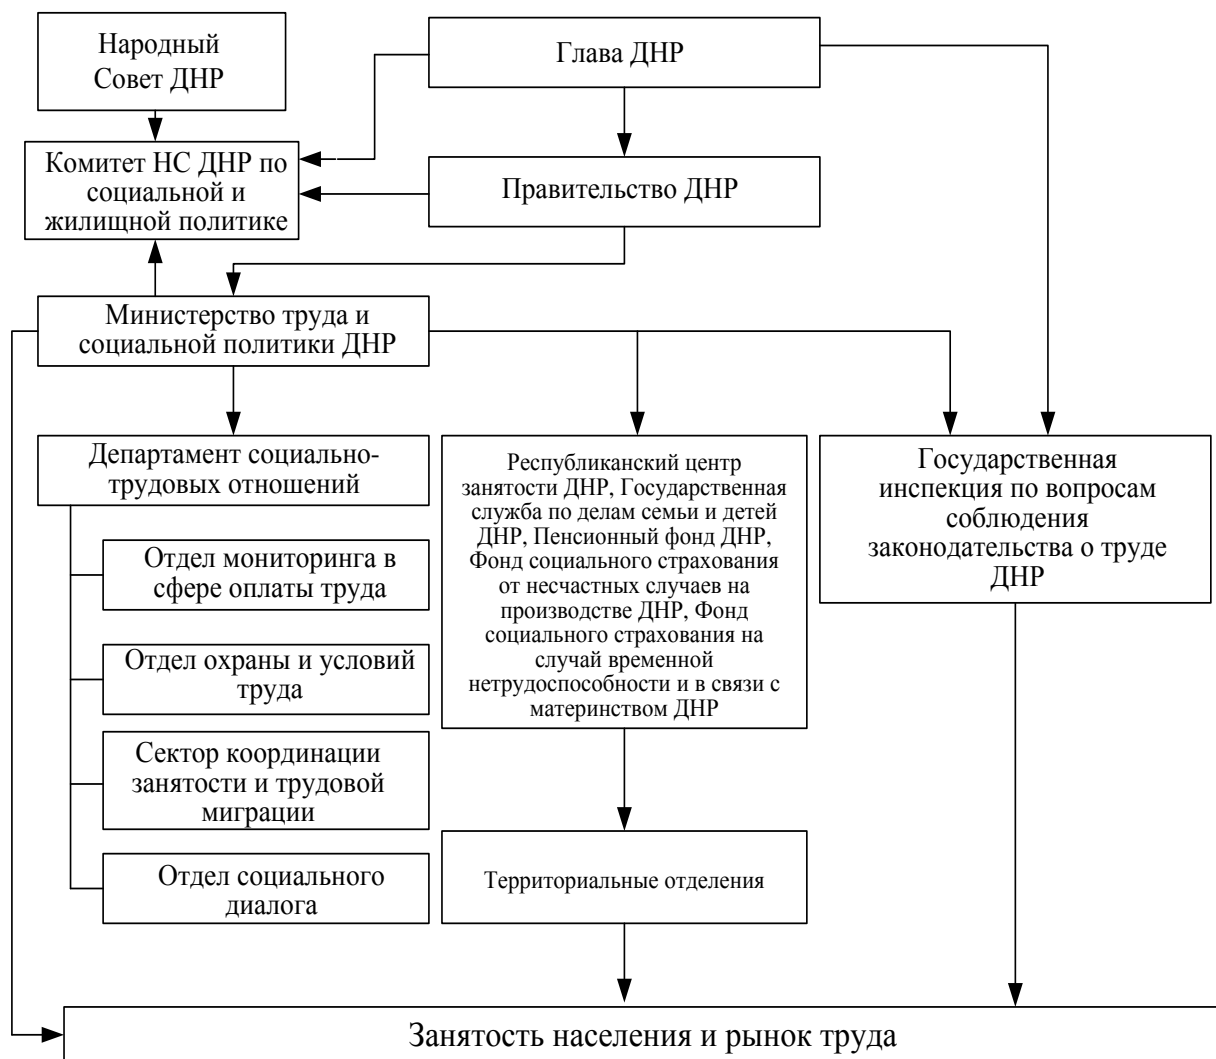 Народный
Совет ДНР
Глава ДНР
Комитет НС ДНР по
социальной и
жилищной политике
Правительство ДНР
Министерство труда и
социальной политики ДНР
Департамент социально-
трудовых отношений
Отдел мониторинга в
сфере оплаты труда
Отдел охраны и условий
труда
Сектор координации
занятости и трудовой
миграции
Отдел социального
диалога
Республиканский центр
занятости ДНР, Государственная
служба по делам семьи и детей
ДНР, Пенсионный фонд ДНР,
Фонд социального страхования
от несчастных случаев на
производстве ДНР, Фонд
социального страхования на
случай временной
нетрудоспособности и в связи с
материнством ДНР
Территориальные отделения
Государственная
инспекция по вопросам
соблюдения
законодательства о труде
ДНР
Занятость населения и рынок труда